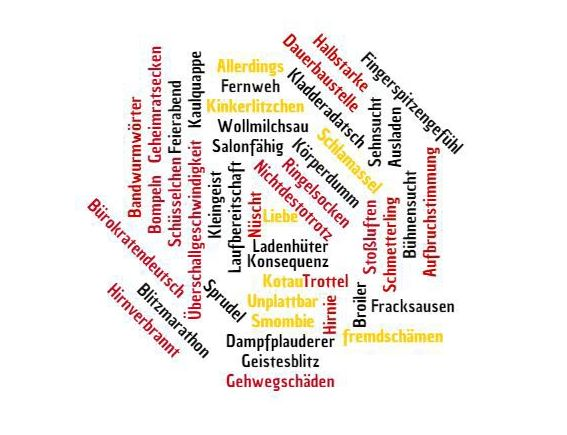 Halbstarke
Dauerbaustelle
Fingerspitzengefühl
Allerdings
Fernweh
Kinkerlitzchen
Wollmilchsau
Salonfähig
Kladderadatsch
Schlamassel
Körperdumm
Ringelsocken
Nichtdestotrotz
Sehnsucht
Ausladen
Kaulquappe
Geheimratsecken
Feierabend
Bandwurmwörter
Bompeln
Schüsselchen
Überschallgeschwindigkeit
Kleingeist
Laufbereitschaft
Nüscht
Liebe
Ladenhüter
Konsequenz
Kotau
Trottel
Unplattbar
Smombie
Hirnie
Broiler
Fracksausen
fremdschämen
Stoßluften
Schmetterling
Bühnensucht
Aufbruchstimmung
Bürokratendeutsch
Blitzmarathon
Hirnverbrannt
Sprudel
Dampfplauderer
Geistesblitz
Gehwegschäden